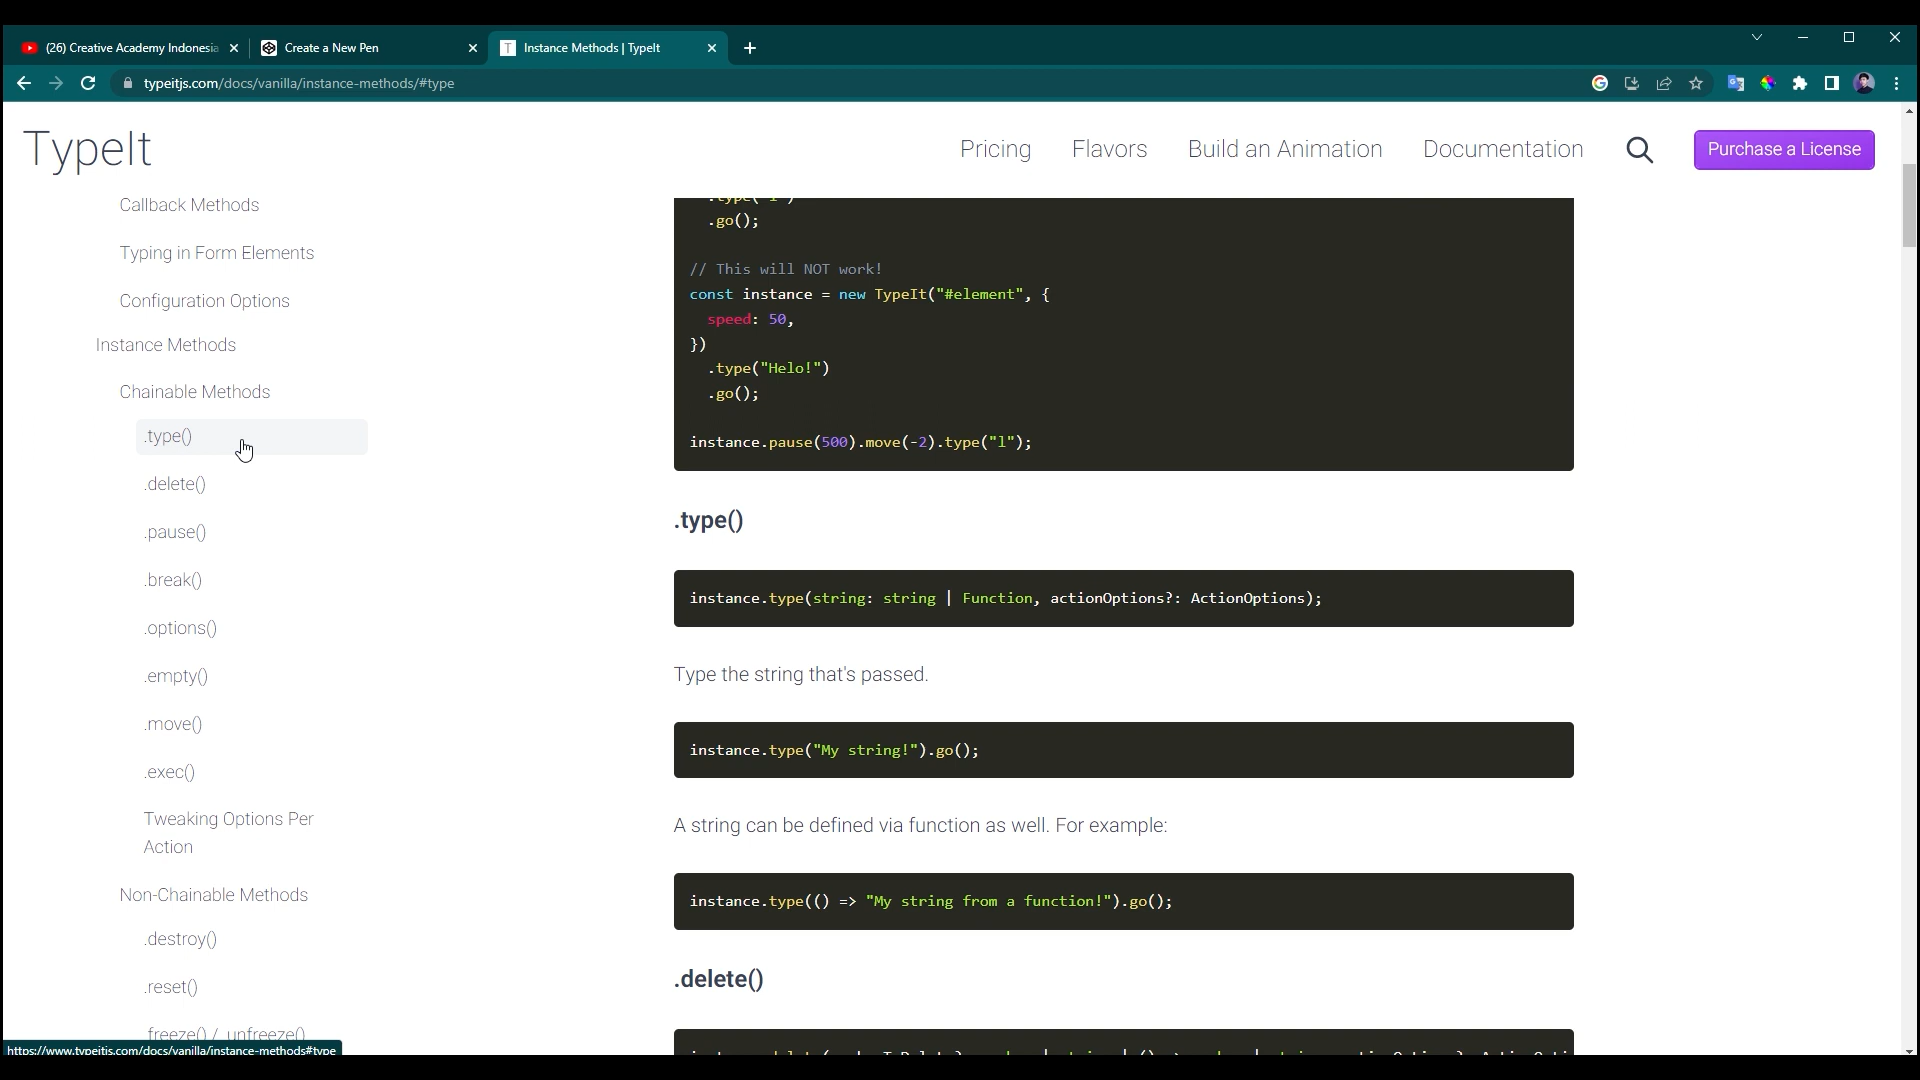 (26) Creative Academy Indonesia
Create a New Pen
Instance Methods | TypeIt
typeitjs.com/docs/vanilla/instance-methods/#type
TypeIt
Pricing
Flavors
Build an Animation
Documentation
Purchase a License
Callback Methods
Typing in Form Elements
Configuration Options
Instance Methods
Chainable Methods
.type()
.delete()
.pause()
.break()
.options()
.empty()
.move()
.exec()
Tweaking Options Per
Action
Non-Chainable Methods
.destroy()
.reset()
.freeze() / .unfreeze()
https://www.typeitjs.com/docs/vanilla/instance-methods#type
.type("l")
.go();
// This will NOT work!
const instance = new TypeIt("#element", {
speed: 50,
})
.type("Helo!")
.go();
instance.pause(500).move(-2).type("l");
.type()
instance.type(string: string | Function, actionOptions?: ActionOptions);
Type the string that's passed.
instance.type("My string!").go();
A string can be defined via function as well. For example:
instance.type(() => "My string from a function!").go();
.delete()